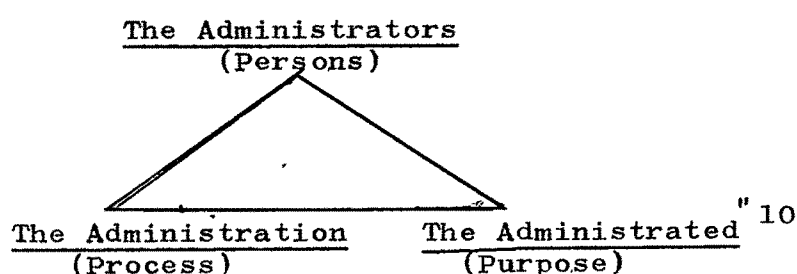 The Administrators
(Persons)
"10
The Administration The Administrated
(Process) (Purpose)